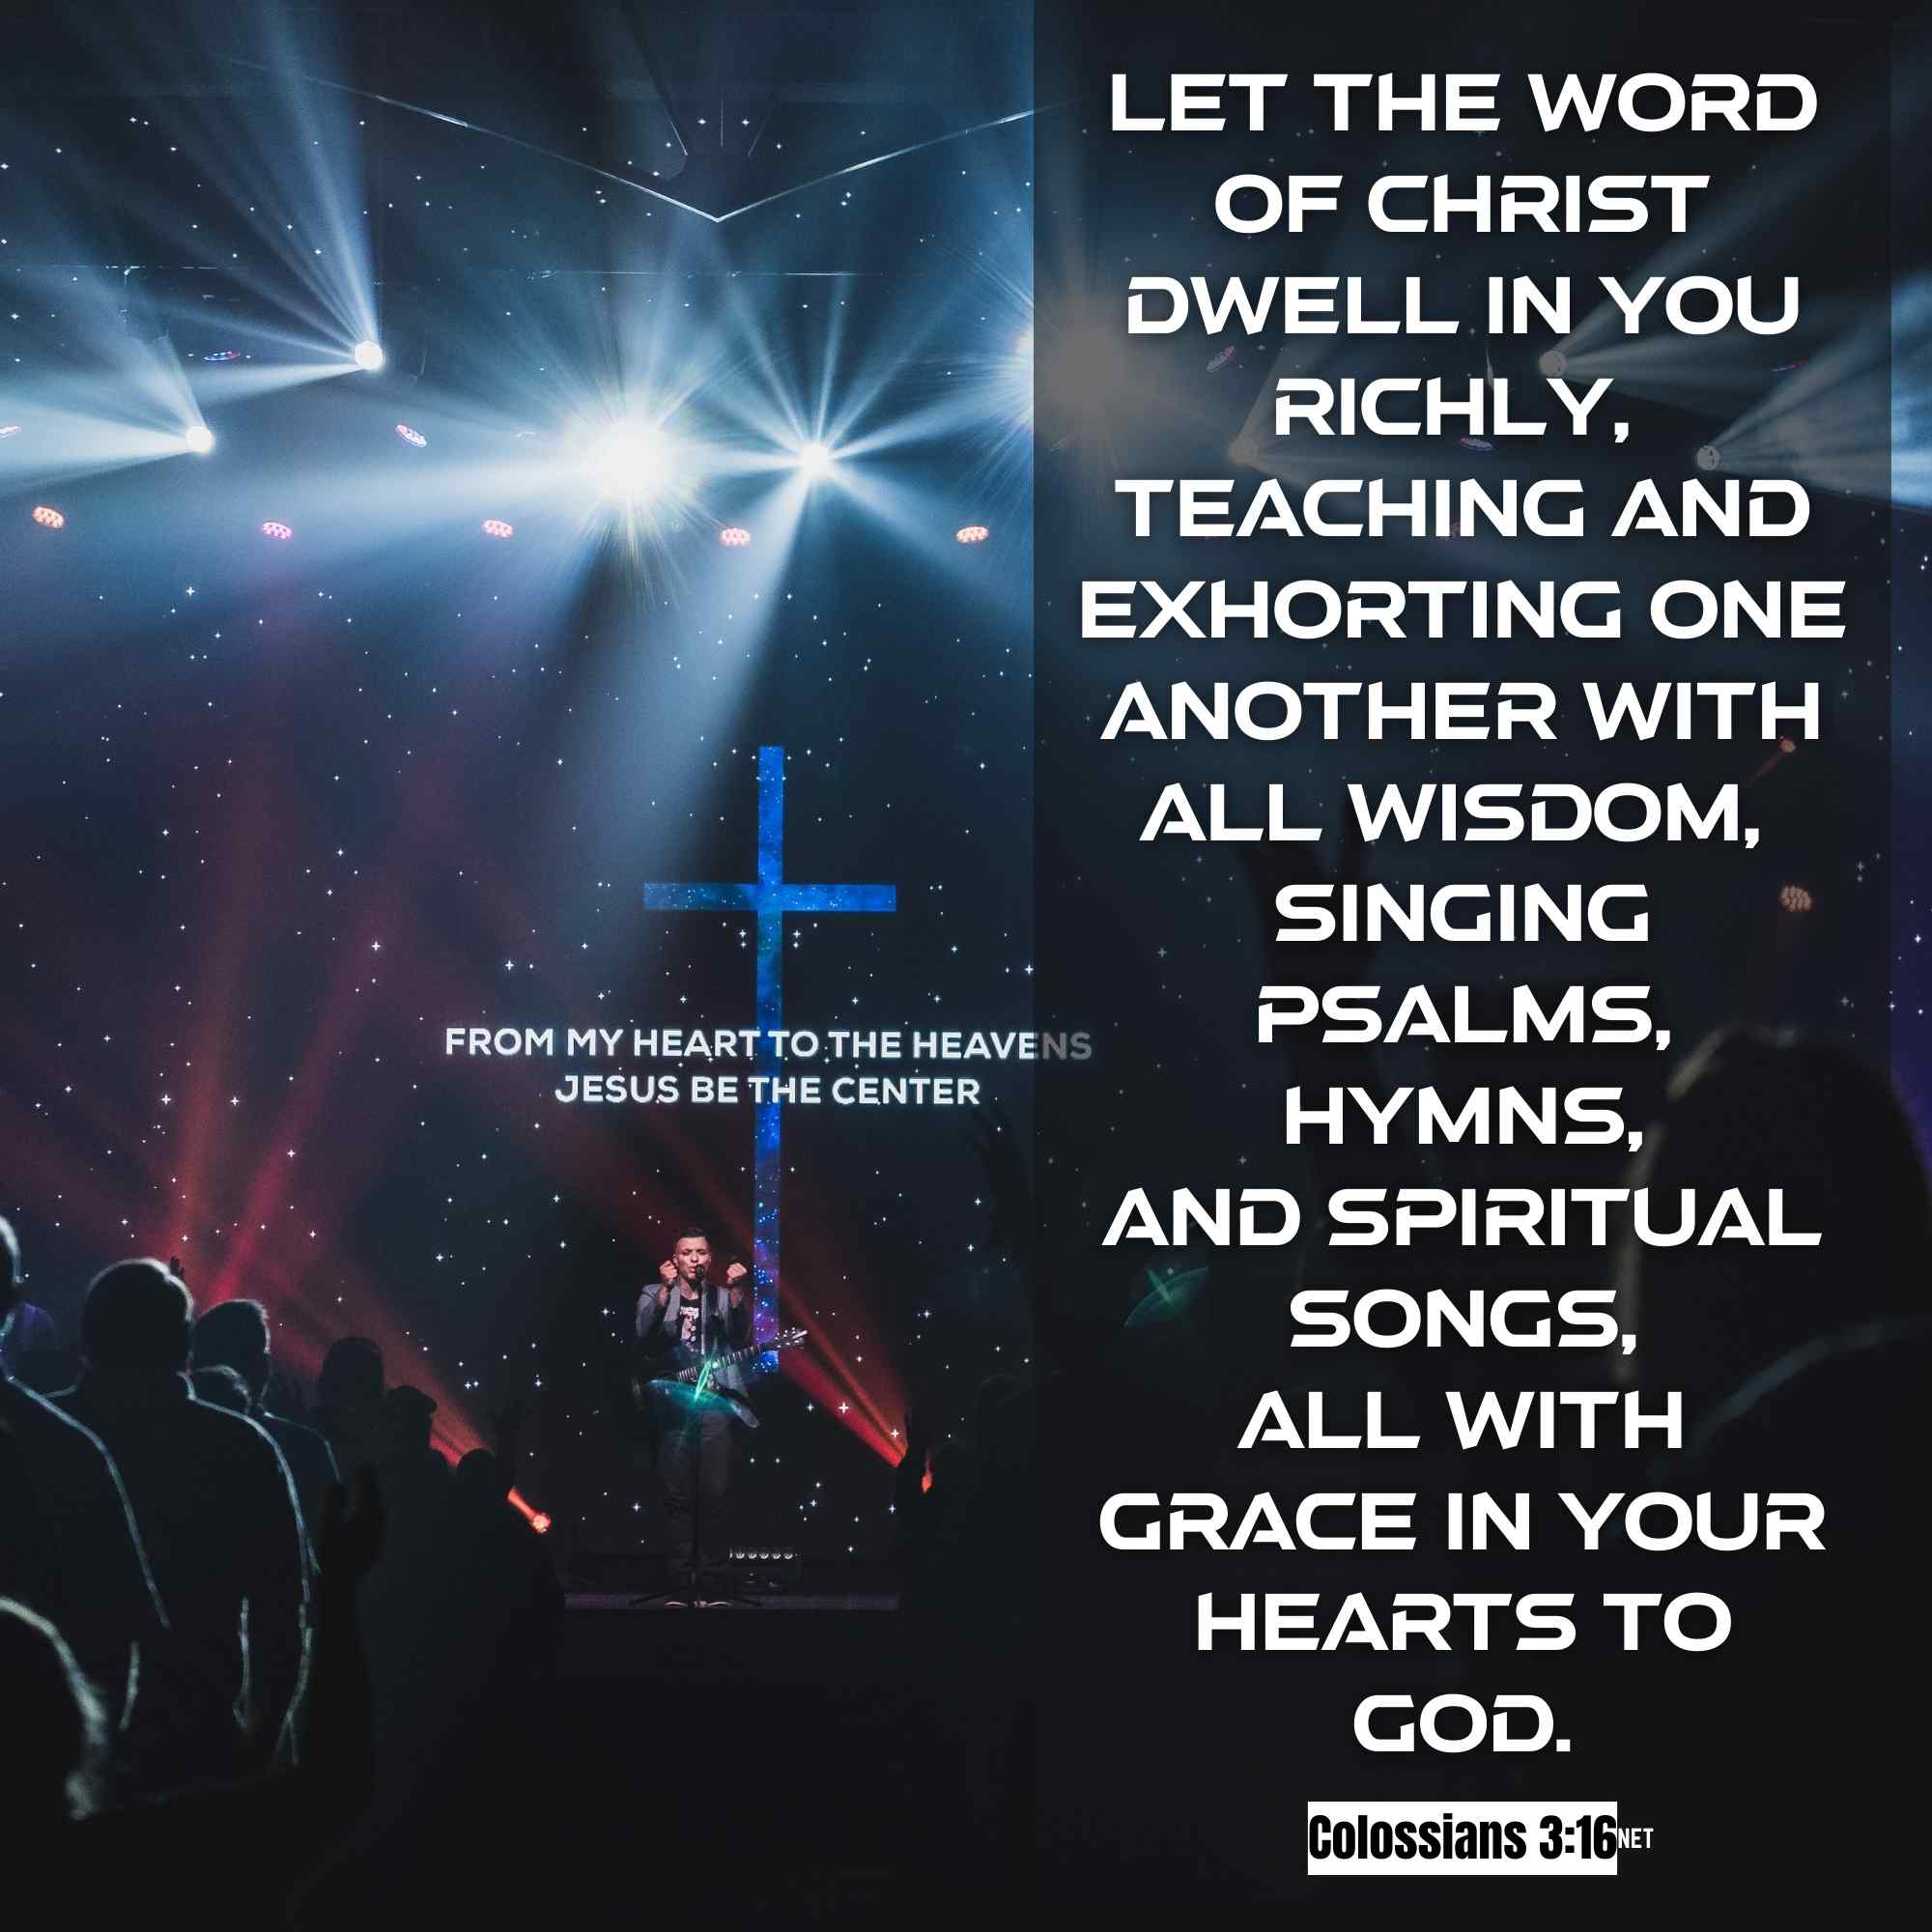 FROM MY HEART TO THE HEAVENS
JESUS BE THE CENTER
LET THE WORD
OF CHRIST
DWELL IN YOU
RICHLY,
TEACHING AND
EXHORTING ONE
ANOTHER WITH
ALL WISDOM,
SINGING
PSALMS,
HYMNS,
AND SPIRITUAL
SONGS,
ALL WITH
GRACE IN YOUR
HEARTS TO
GOD.
Colossians 3:16 NET